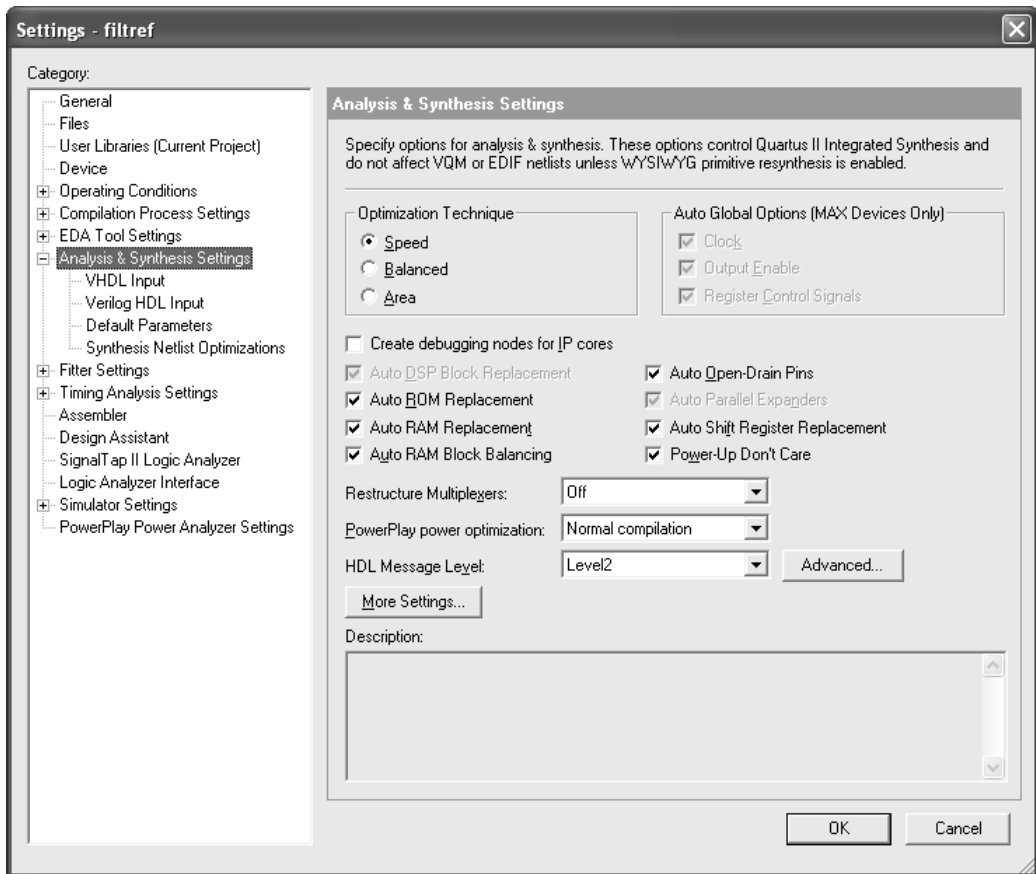 Settings - filtref
Category:
General
Files
User Libraries (Current Project)
Device
Operating Conditions
Compilation Process Settings
EDA Tool Settings
Analysis & Synthesis Settings
VHDL Input
Verilog HDL Input
Default Parameters
Synthesis Netlist Optimizations
Fitter Settings
Timing Analysis Settings
Assembler
Design Assistant
SignalTap II Logic Analyzer
Logic Analyzer Interface
Simulator Settings
PowerPlay Power Analyzer Settings
Analysis & Synthesis Settings
Specify options for analysis & synthesis. These options control Quartus II Integrated Synthesis and
do not affect VQM or EDIF netlists unless WYSIWYG primitive resynthesis is enabled.
Optimization Technique
Speed
Balanced
Area
Auto Global Options (MAX Devices Only)
Clock
Output Enable
Register Control Signals
Create debugging nodes for IP cores
Auto DSP Block Replacement
Auto ROM Replacement
Auto RAM Replacement
Auto RAM Block Balancing
Auto Open-Drain Pins
Auto Parallel Expanders
Auto Shift Register Replacement
Power-Up Don't Care
Restructure Multiplexers: Off
PowerPlay power optimization: Normal compilation
HDL Message Level: Level2 Advanced...
More Settings...
Description:
OK Cancel